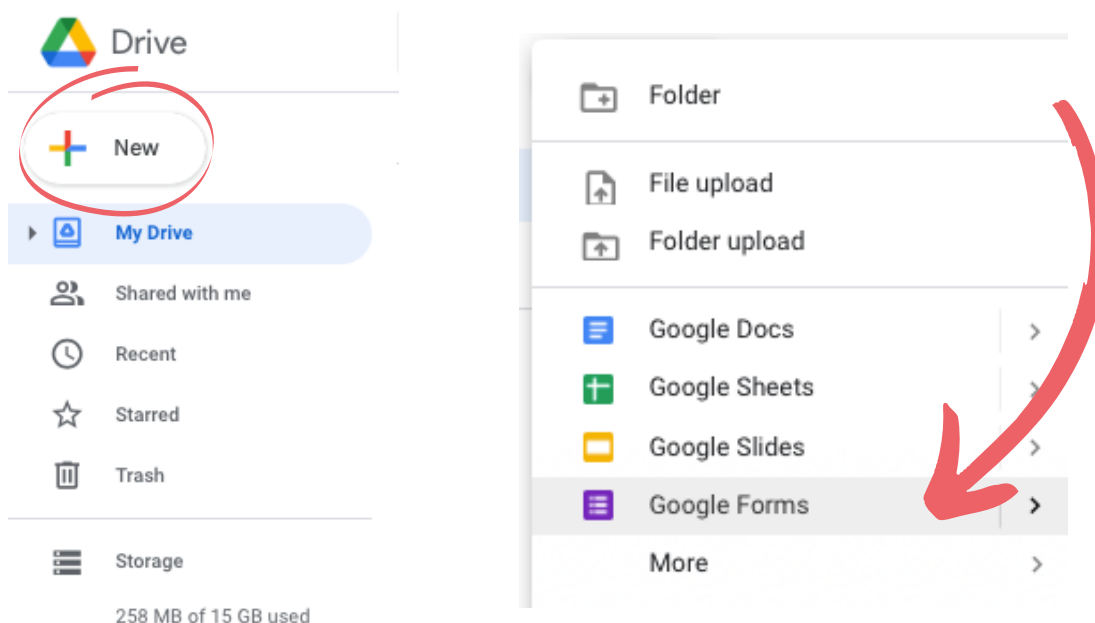 Drive
New
My Drive
Shared with me
Recent
Starred
Trash
Storage
258 MB of 15 GB used
Folder
File upload
Folder upload
Google Docs
Google Sheets
Google Slides
Google Forms
More